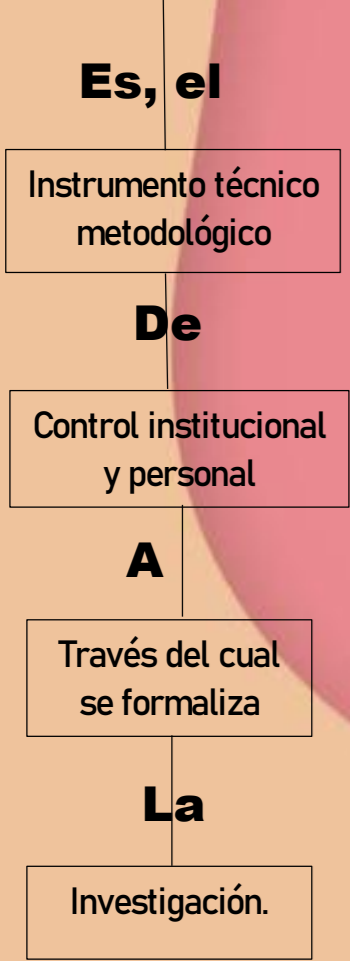 Es, el
Instrumento técnico
metodológico
De
Control institucional
y personal
A
Través del cual
se formaliza
La
Investigación.